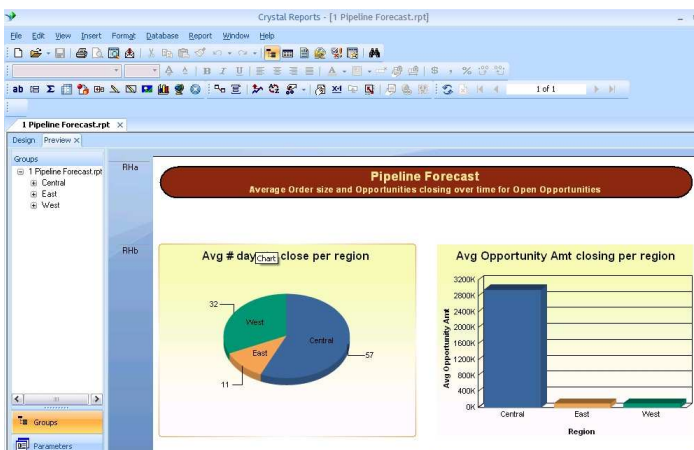 Crystal Reports - [1 Pipeline Forecast.rpt]
File Edit View Insert Format Database Report Window Help
A B I U A $ , %
ab Σ 1 of 1
1 Pipeline Forecast.rpt ×
Design Preview ×
Groups
1 Pipeline Forecast.rpt
Central
East
West
Groups
Parameters
RHa
Pipeline Forecast
Average Order size and Opportunities closing over time for Open Opportunities
RHb
Avg # day Chart close per region
32
West
Central
East
57
11
Avg Opportunity Amt closing per region
Avg Opportunity Amt
3200K
2800K
2400K
2000K
1600K
1200K
800K
400K
0K
Central East West
Region